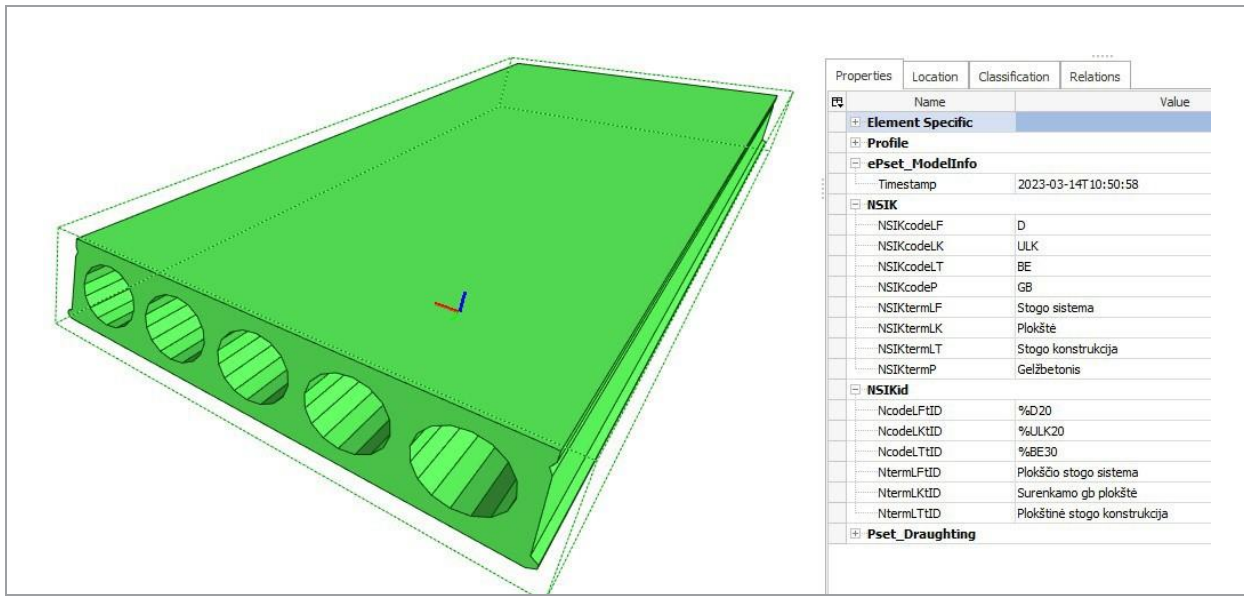 Properties Location Classification Relations
Name Value
Element Specific
Profile
ePset_ModelInfo
Timestamp 2023-03-14T10:50:58
NSIK
NSIKcodeLF D
NSIKcodeLK ULK
NSIKcodeLT BE
NSIKcodeP GB
NSIKtermLF Stogo sistema
NSIKtermLK Plokštė
NSIKtermLT Stogo konstrukcija
NSIKtermP Gelžbetonis
NSIKid
NcodeLFtID %D20
NcodeLKtID %ULK20
NcodeLTtID %BE30
NtermLFtID Plokščio stogo sistema
NtermLKtID Surenkamo gb plokštė
NtermLTtID Plokštinė stogo konstrukcija
Pset_Draughting